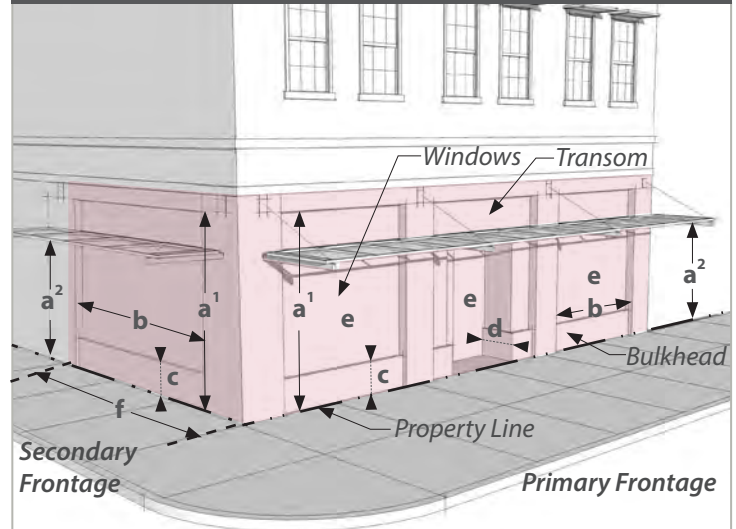 Windows
Transom
a²
b
a¹
a¹
e
e
d
e
b
a²
c
c
Bulkhead
f
Property Line
Secondary
Frontage
Primary Frontage